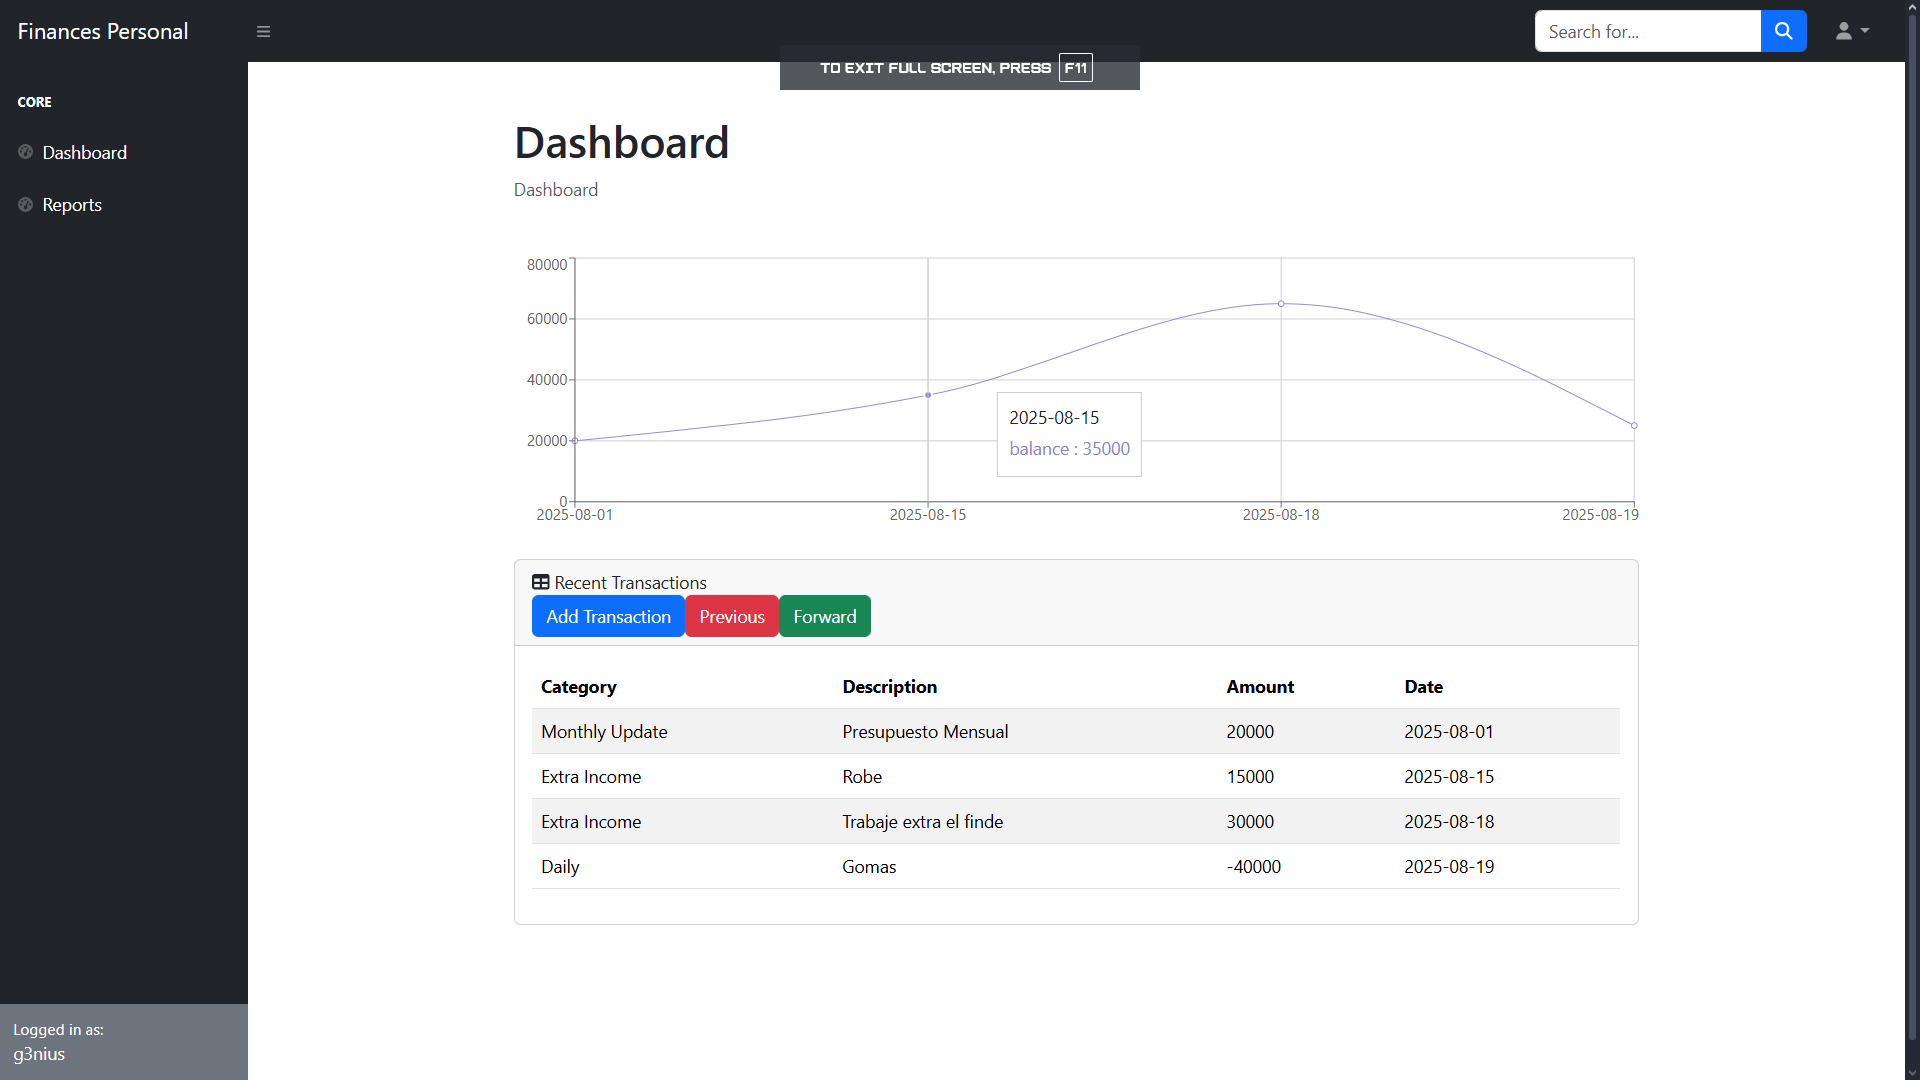 Finances Personal
Search for...
TO EXIT FULL SCREEN, PRESS F11
CORE
Dashboard
Reports
Logged in as:
g3nius
Dashboard
Dashboard
80000
60000
40000
20000
0
2025-08-01 2025-08-15 2025-08-18 2025-08-19
2025-08-15
balance : 35000
Recent Transactions
Add Transaction Previous Forward
Category Description Amount Date
Monthly Update Presupuesto Mensual 20000 2025-08-01
Extra Income Robe 15000 2025-08-15
Extra Income Trabaje extra el finde 30000 2025-08-18
Daily Gomas -40000 2025-08-19